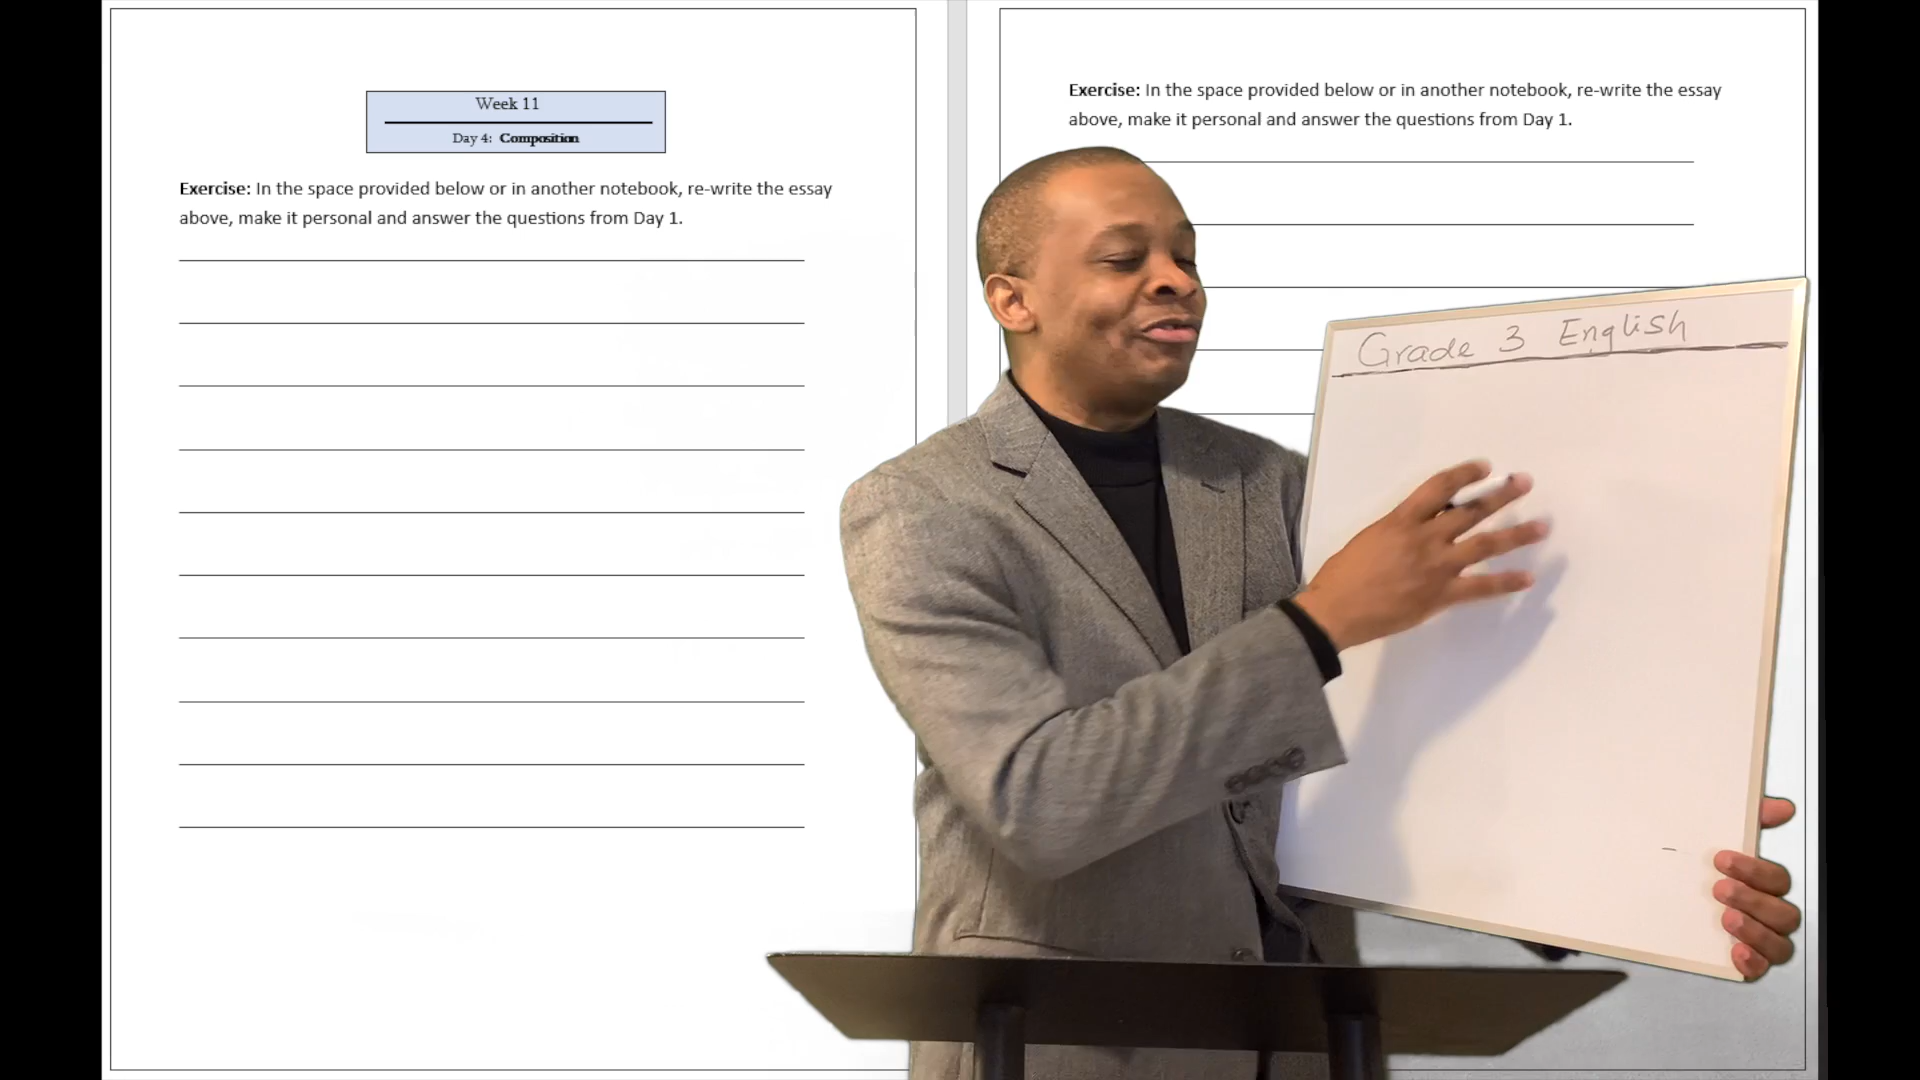 Week 11
Day 4: Composition
Exercise: In the space provided below or in another notebook, re-write the essay
above, make it personal and answer the questions from Day 1.
Exercise: In the space provided below or in another notebook, re-write the essay
above, make it personal and answer the questions from Day 1.
Grade 3 English